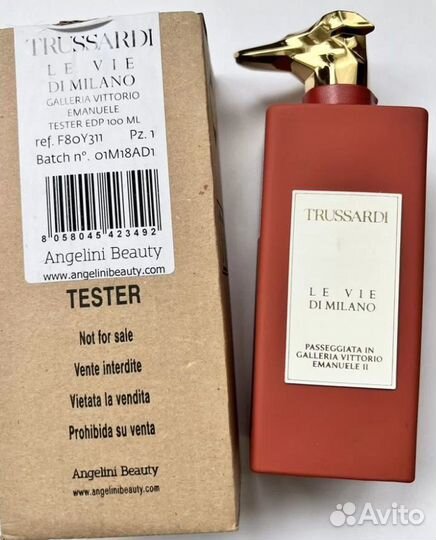 TRUSSARDI
LE VIE
DI MILANO
GALLERIA VITTORIO
EMANUELE
TESTER EDP 100 ML
ref. F80Y311 Pz. 1
Batch n°. 01M18AD1
8 058045 423492
Angelini Beauty
www.angelinibeauty.com
TESTER
Not for sale
Vente interdite
Vietata la vendita
Prohibida su venta
Angelini Beauty
www.angelinibeauty.com
TRUSSARDI
LE VIE
DI MILANO
PASSEGGIATA IN
GALLERIA VITTORIO
EMANUELE II
Avito